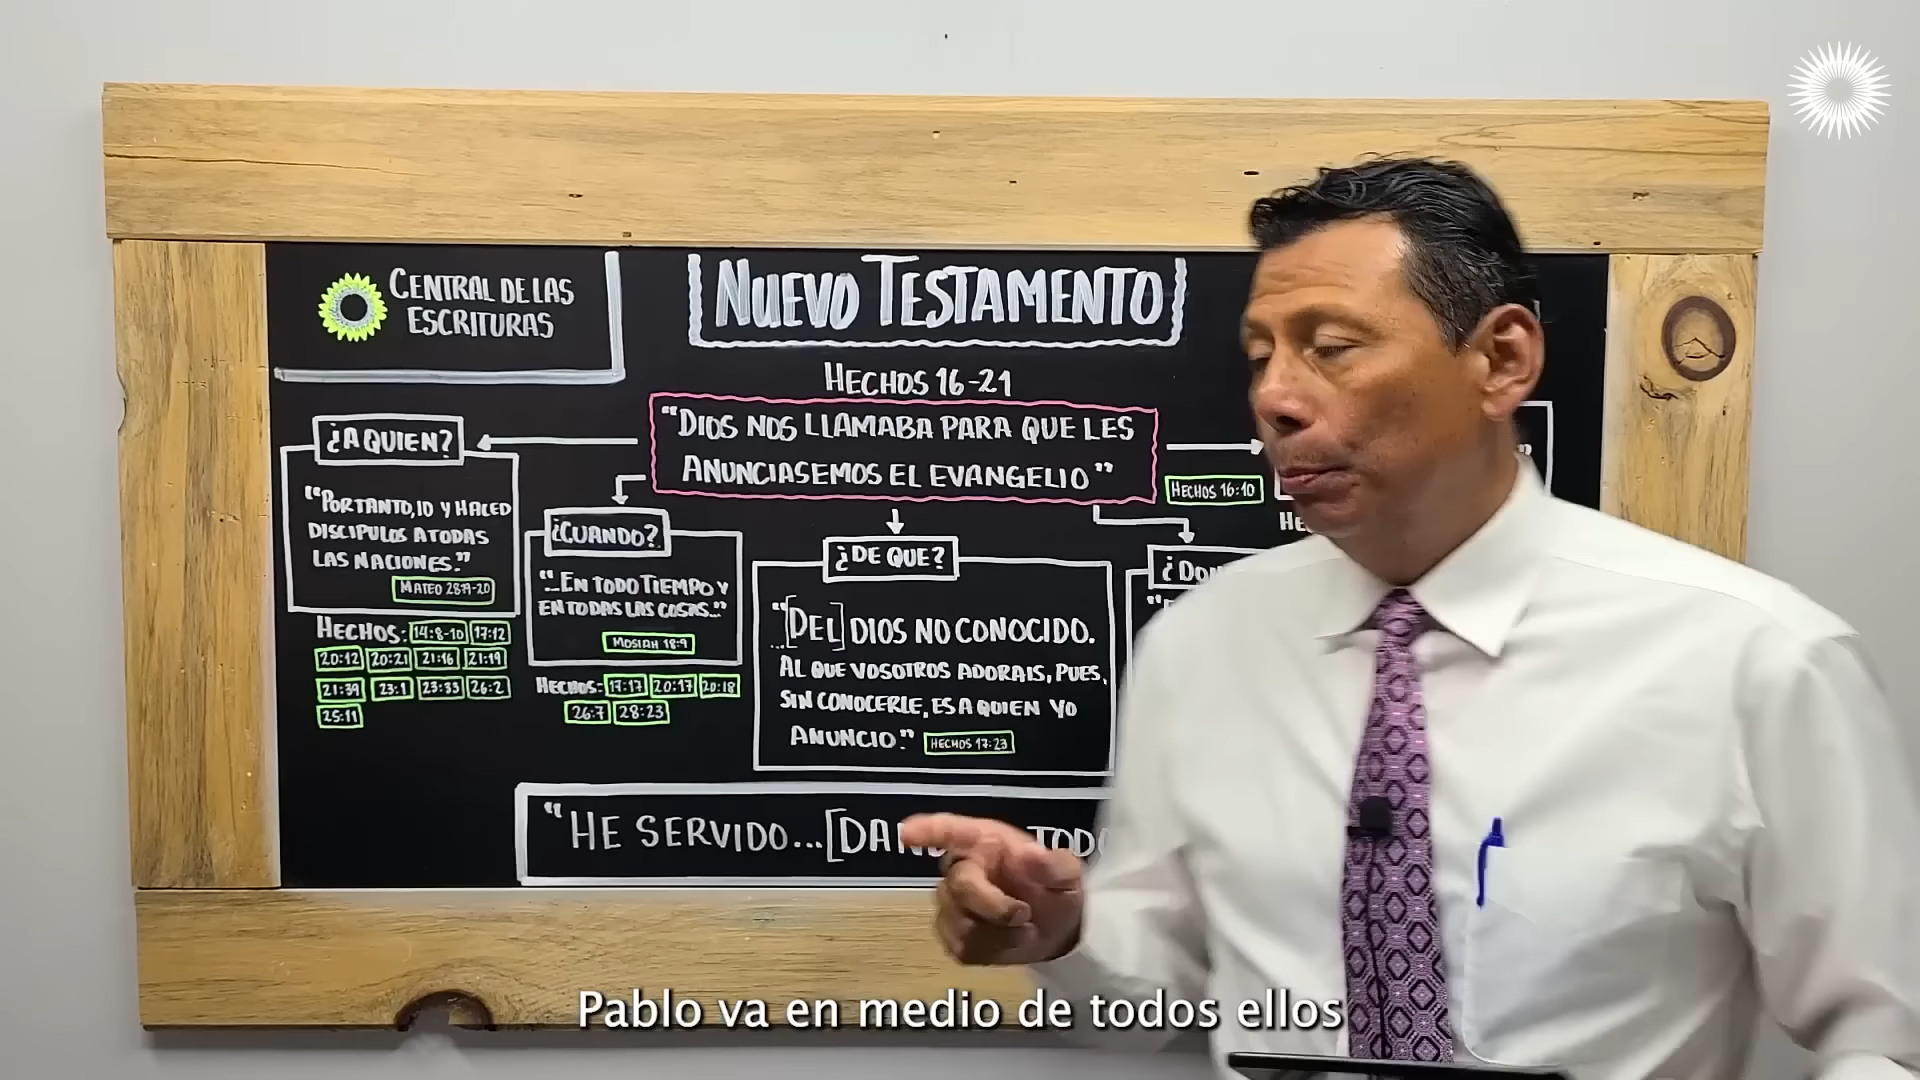 CENTRAL DE LAS
ESCRITURAS
NUEVO TESTAMENTO
HECHOS 16-21
"DIOS NOS LLAMABA PARA QUE LES
ANUNCIASEMOS EL EVANGELIO"
HECHOS 16:10
¿A QUIEN?
"POR TANTO, ID Y HACED
DISCIPULOS A TODAS
LAS NACIONES."
MATEO 28:19-20
HECHOS: 14:8-10 17:12
20:12 20:21 21:16 21:19
21:39 23:1 23:33 26:2
25:11
¿CUANDO?
"...EN TODO TIEMPO Y
EN TODAS LAS COSAS..."
MOSIAH 18:9
HECHOS: 17:17 20:17 20:18
26:7 28:23
¿DE QUE?
"...[DEL] DIOS NO CONOCIDO.
AL QUE VOSOTROS ADORAIS, PUES,
SIN CONOCERLE, ES A QUIEN YO
ANUNCIO." HECHOS 17:23
¿DON
HE
"HE SERVIDO...[DAN TOD
Pablo va en medio de todos ellos